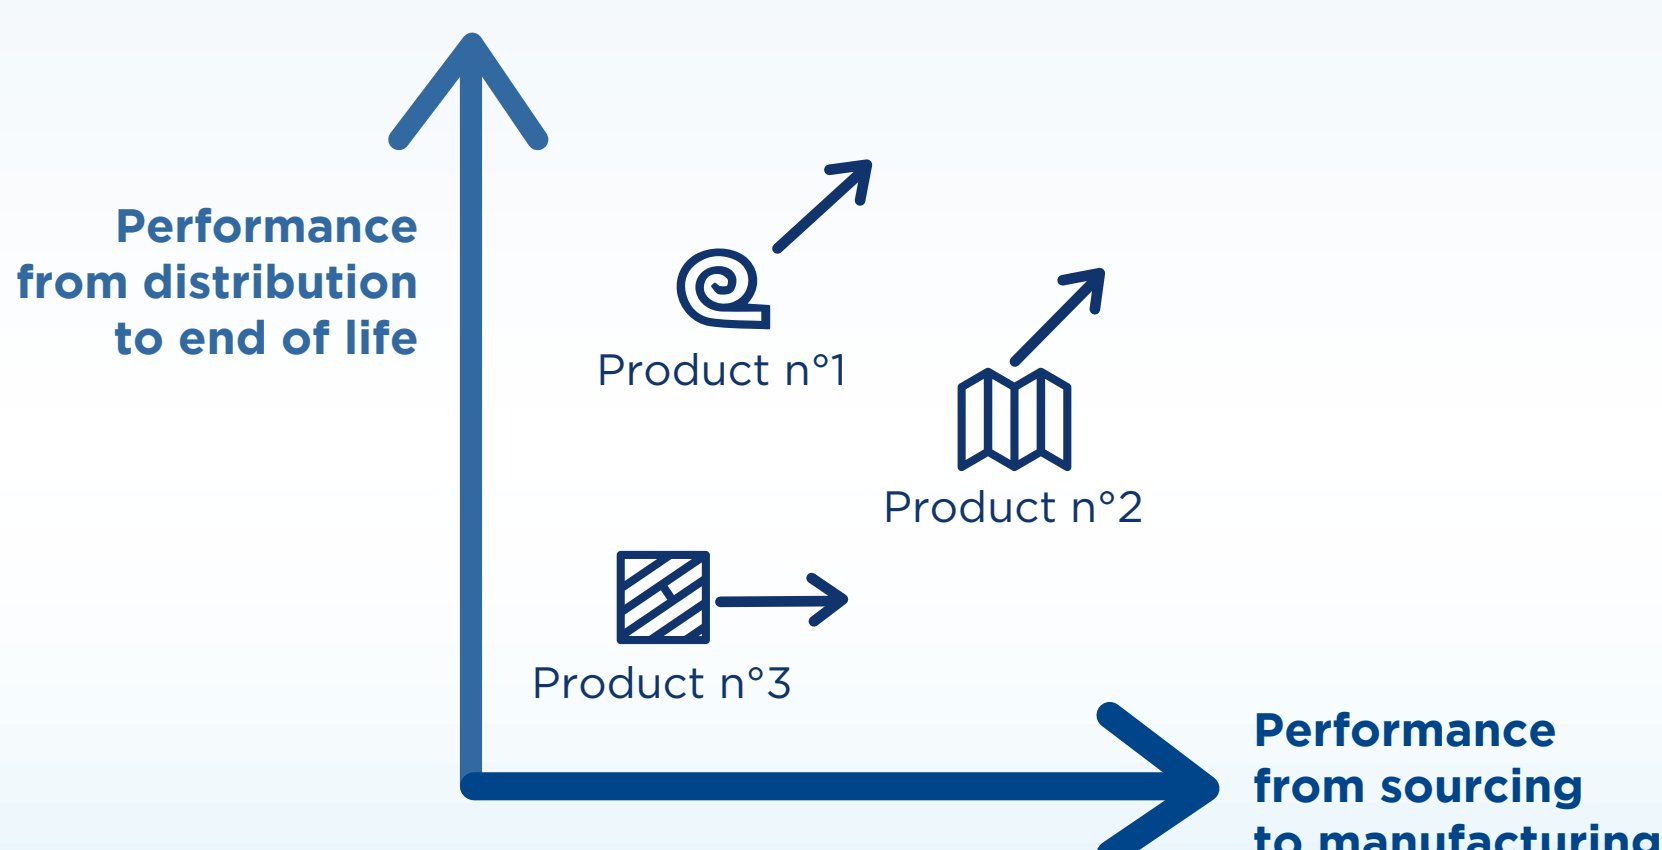 Performance
from distribution
to end of life
Product n°1
Product n°2
Product n°3
Performance
from sourcing
to manufacturing